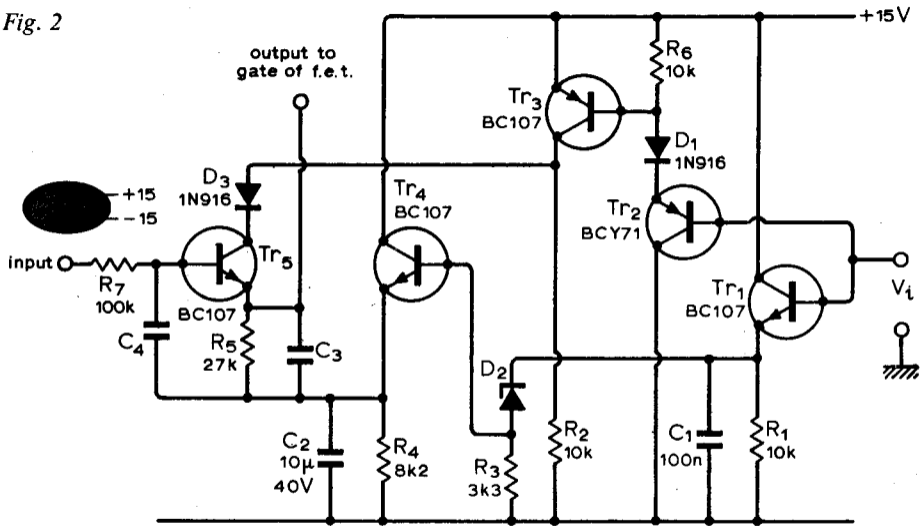 Fig. 2
+15V
output to
gate of f.e.t.
R6
10k
Tr3
BC107
D1
1N916
D3
1N916
Tr4
BC107
+15
-15
Tr2
BCY71
input
Tr5
R7
100k
BC107
Vi
Tr1
BC107
C4
R5
27k
C3
D2
C2
10μ
40V
R4
8k2
R3
3k3
R2
10k
C1
100n
R1
10k